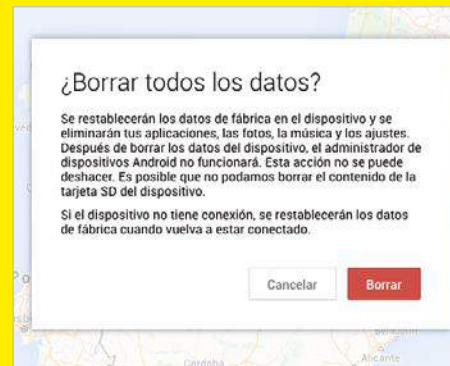 ¿Borrar todos los datos?
Se restablecerán los datos de fábrica en el dispositivo y se
eliminarán tus aplicaciones, las fotos, la música y los ajustes.
Después de borrar los datos del dispositivo, el administrador de
dispositivos Android no funcionará. Esta acción no se puede
deshacer. Es posible que no podamos borrar el contenido de la
tarjeta SD del dispositivo.
Si el dispositivo no tiene conexión, se restablecerán los datos
de fábrica cuando vuelva a estar conectado.
Cancelar Borrar
Córdoba
Alicante